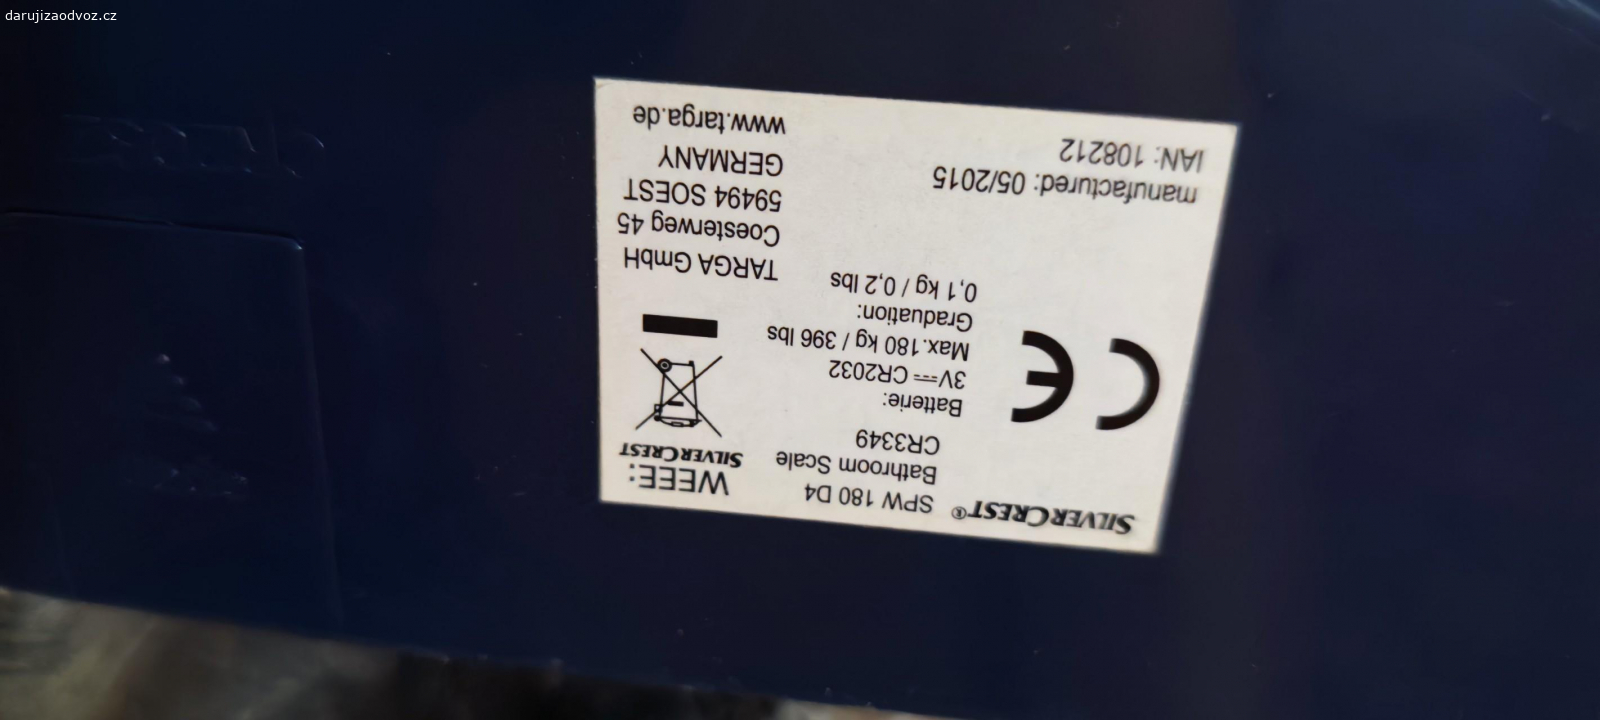 darujizaodvoz.cz
SILVERCREST®
SPW 180 D4
Bathroom Scale
CR3349
Batterie:
3V⎓CR2032
Max.180 kg / 396 lbs
Graduation:
0,1 kg / 0,2 lbs
WEEE:
SILVERCREST
TARGA GmbH
Coesterweg 45
59494 SOEST
GERMANY
www.targa.de
CE
manufactured: 05/2015
IAN: 108212